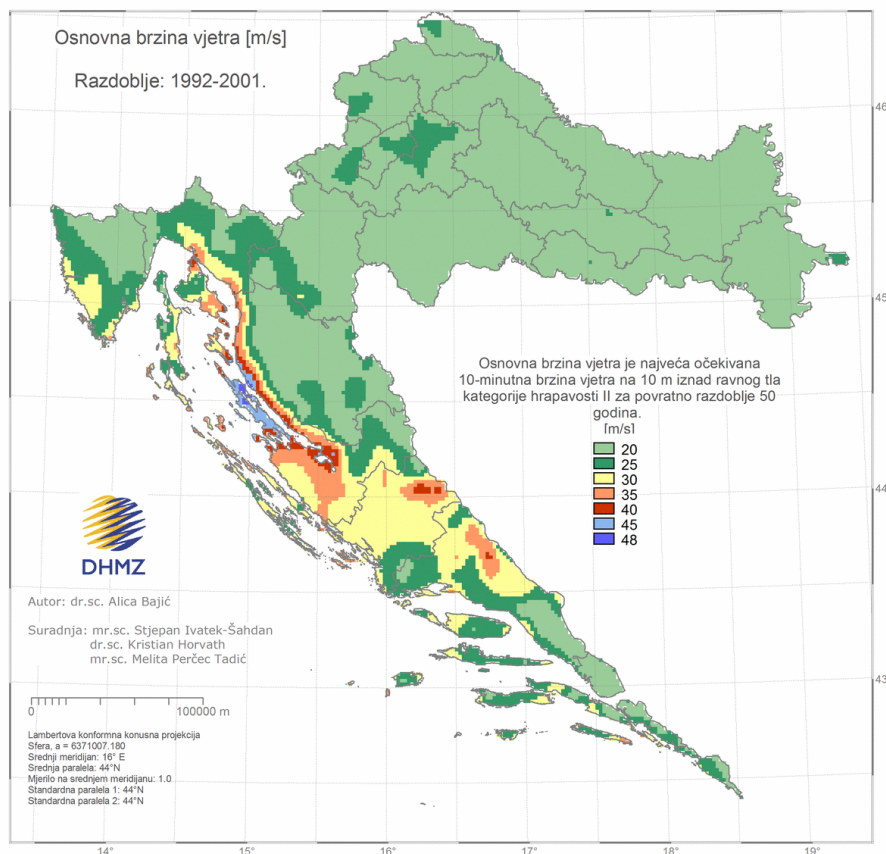 Osnovna brzina vjetra [m/s]
Razdoblje: 1992-2001.
46
45
Osnovna brzina vjetra je najveća očekivana
10-minutna brzina vjetra na 10 m iznad ravnog tla
kategorije hrapavosti II za povratno razdoblje 50
godina.
[m/s]
20
25
30
35
40
45
48
44
DHMZ
Autor: dr.sc. Alica Bajić
Suradnja: mr.sc. Stjepan Ivatek-Šahdan
dr.sc. Kristian Horvath
mr.sc. Melita Perčec Tadić
43
0 100000 m
Lambertova konformna konusna projekcija
Sfera, a = 6371007.180
Srednji meridijan: 16° E
Srednja paralela: 44°N
Mjerilo na srednjem meridijanu: 1.0
Standardna paralela 1: 44°N
Standardna paralela 2: 44°N
14° 15° 16° 17° 18° 19°